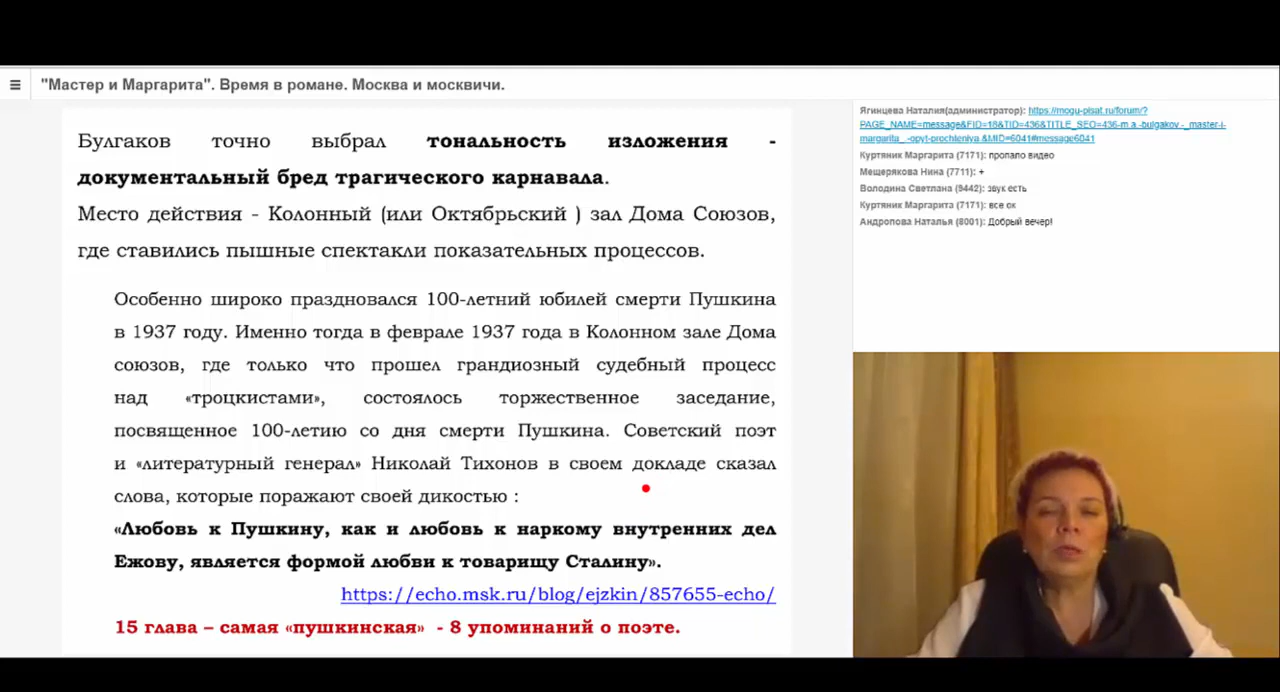 "Мастер и Маргарита". Время в романе. Москва и москвичи.
Булгаков точно выбрал тональность изложения -
документальный бред трагического карнавала.
Место действия - Колонный (или Октябрьский ) зал Дома Союзов,
где ставились пышные спектакли показательных процессов.
Особенно широко праздновался 100-летний юбилей смерти Пушкина
в 1937 году. Именно тогда в феврале 1937 года в Колонном зале Дома
союзов, где только что прошел грандиозный судебный процесс
над «троцкистами», состоялось торжественное заседание,
посвященное 100-летию со дня смерти Пушкина. Советский поэт
и «литературный генерал» Николай Тихонов в своем докладе сказал
слова, которые поражают своей дикостью :
«Любовь к Пушкину, как и любовь к наркому внутренних дел
Ежову, является формой любви к товарищу Сталину».
https://echo.msk.ru/blog/ejzkin/857655-echo/
15 глава – самая «пушкинская» - 8 упоминаний о поэте.
Ягинцева Наталия(администратор): https://mogu-pisat.ru/forum/?
PAGE_NAME=message&FID=18&TID=436&TITLE_SEO=436-m.a.-bulgakov.-_master-i-
margarita_.-opyt-prochteniya.&MID=6041#message6041
Куртяник Маргарита (7171): пропало видео
Мещерякова Нина (7711): +
Володина Светлана (9442): звук есть
Куртяник Маргарита (7171): все ок
Андропова Наталья (8001): Добрый вечер!